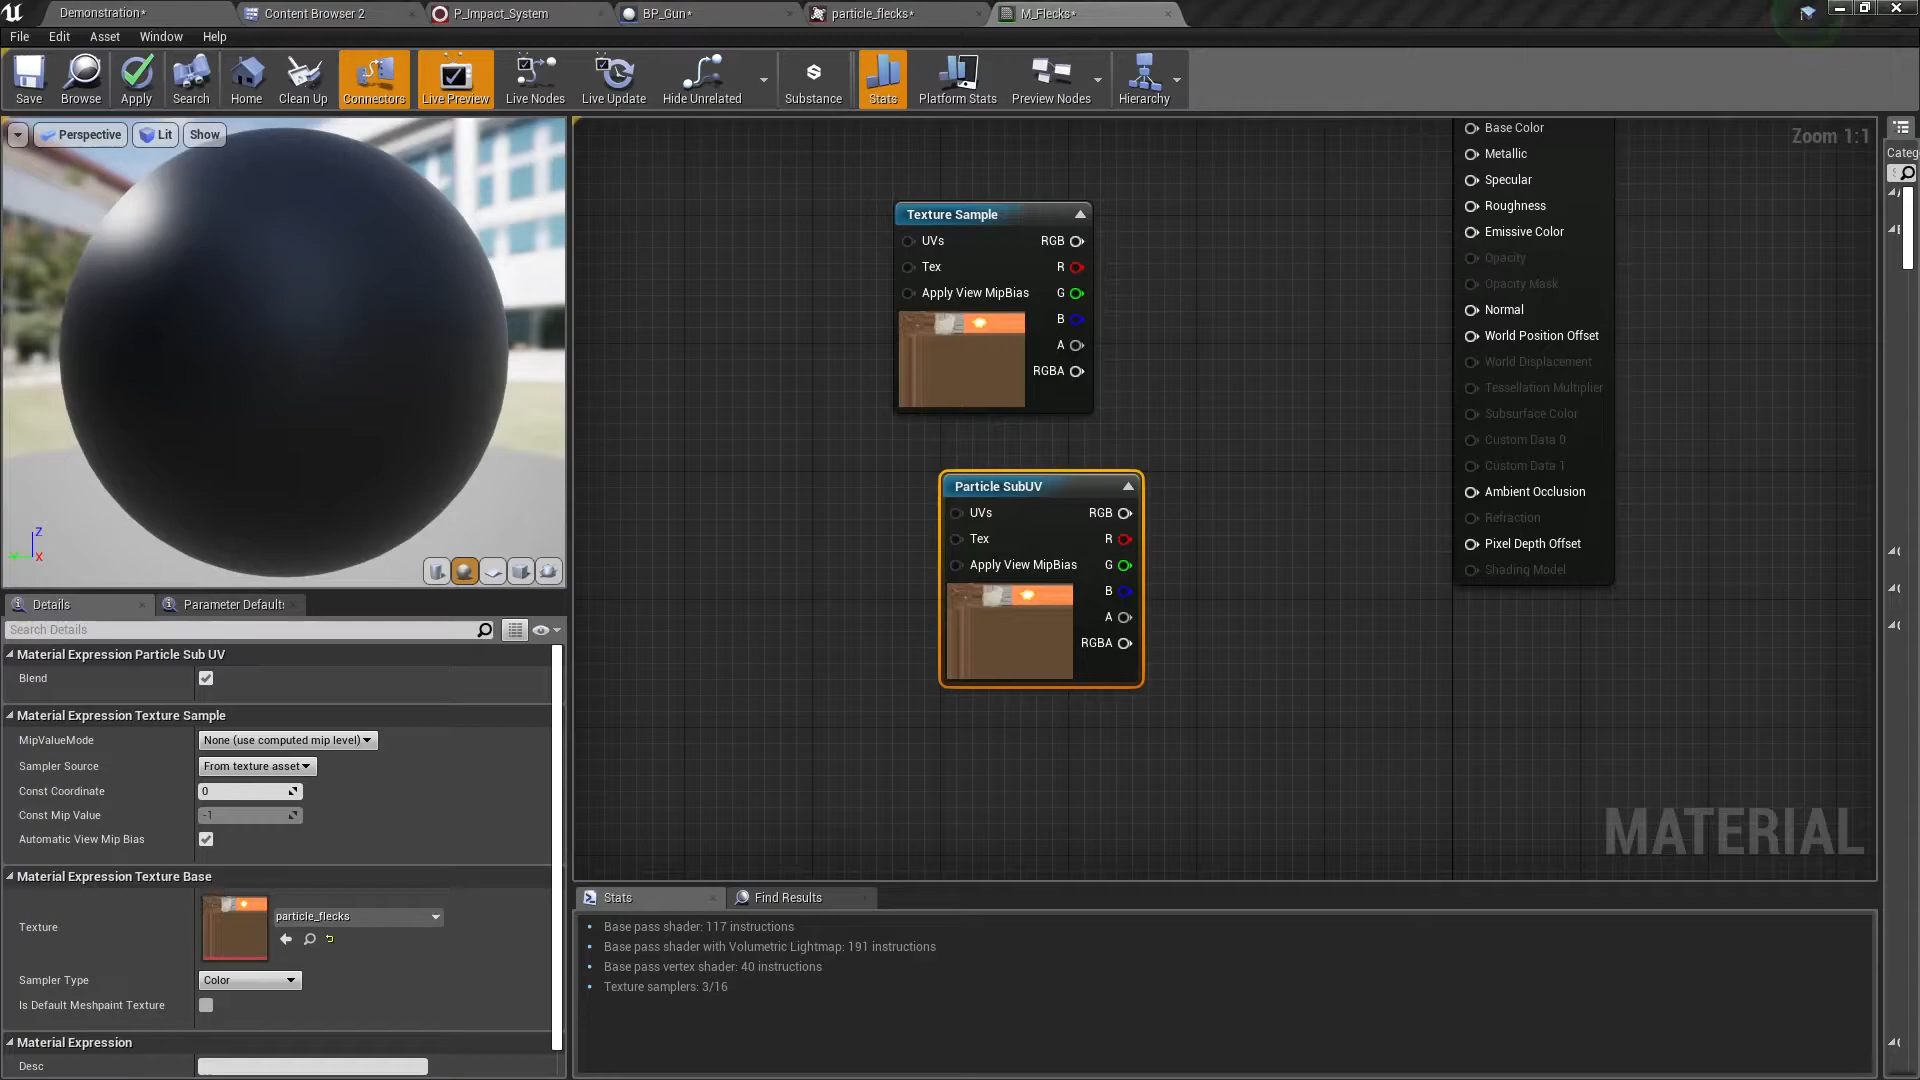 Demonstration*
Content Browser 2
P_Impact_System
BP_Gun*
particle_flecks*
M_Flecks*
File
Edit
Asset
Window
Help
Save
Browse
Apply
Search
Home
Clean Up
Connectors
Live Preview
Live Nodes
Live Update
Hide Unrelated
Substance
Stats
Platform Stats
Preview Nodes
Hierarchy
Perspective
Lit
Show
Z
X
Zoom 1:1
Texture Sample
UVs
RGB
Tex
R
Apply View MipBias
G
B
A
RGBA
Particle SubUV
UVs
RGB
Tex
R
Apply View MipBias
G
B
A
RGBA
Base Color
Metallic
Specular
Roughness
Emissive Color
Opacity
Opacity Mask
Normal
World Position Offset
World Displacement
Tessellation Multiplier
Subsurface Color
Custom Data 0
Custom Data 1
Ambient Occlusion
Refraction
Pixel Depth Offset
Shading Model
MATERIAL
Categ
Details
Parameter Default
Search Details
Material Expression Particle Sub UV
Blend
Material Expression Texture Sample
MipValueMode
None (use computed mip level)
Sampler Source
From texture asset
Const Coordinate
0
Const Mip Value
-1
Automatic View Mip Bias
Material Expression Texture Base
Texture
particle_flecks
Sampler Type
Color
Is Default Meshpaint Texture
Material Expression
Desc
Stats
Find Results
Base pass shader: 117 instructions
Base pass shader with Volumetric Lightmap: 191 instructions
Base pass vertex shader: 40 instructions
Texture samplers: 3/16